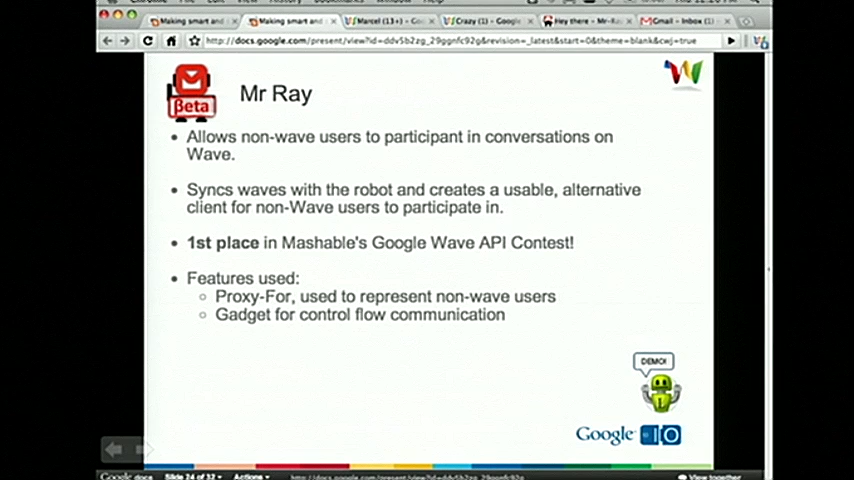 Making smart and
Making smart and
Marcel (13+) - Go
Crazy (1) - Google
Hey there - Mr-Ra
Gmail - Inbox (1)
http://docs.google.com/present/view?id=ddv5b2zg_29ggnfc92g&revision=_latest&start=0&theme=blank&cwj=true
Beta
Mr Ray
Allows non-wave users to participant in conversations on
Wave.
Syncs waves with the robot and creates a usable, alternative
client for non-Wave users to participate in.
1st place in Mashable's Google Wave API Contest!
Features used:
Proxy-For, used to represent non-wave users
Gadget for control flow communication
DEMO!
Google IO
Google docs Slide 24 of 32 Actions View together